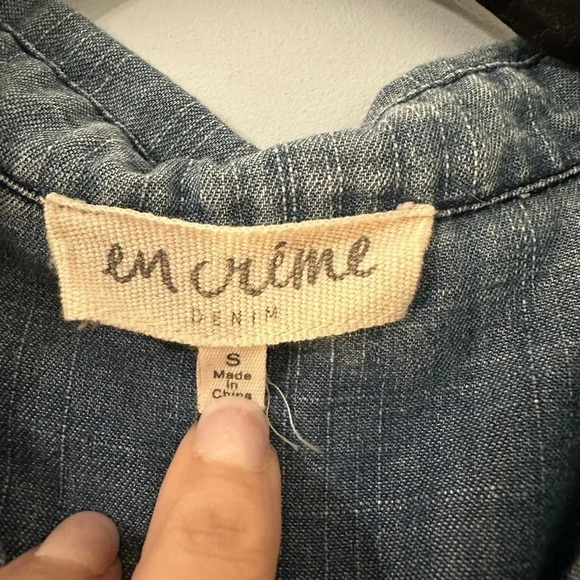 en créme
DENIM
S
Made
in
China